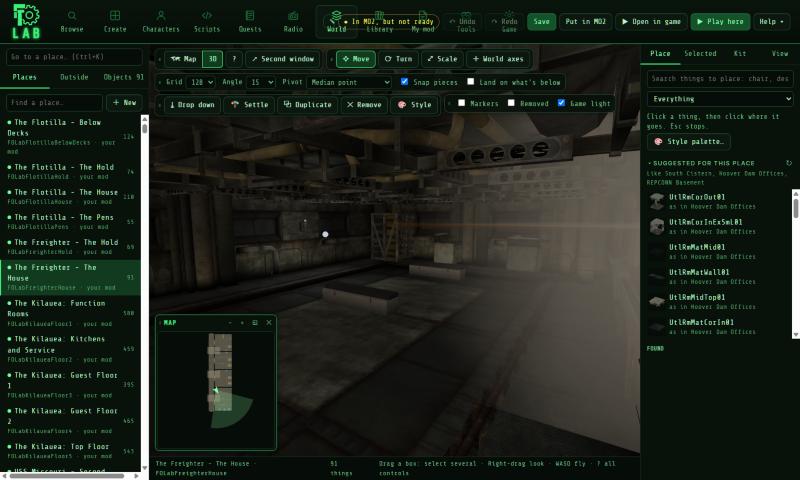 FO
LAB
Browse
Create
Characters
Scripts
Quests
Radio
World
Library
My mod
Tools
Game
In MO2, but not ready
Undo
Redo
Save
Put in MO2
Open in game
Play here
Help
Go to a place… (Ctrl+K)
Places
Outside
Objects 91
Find a place…
+ New
The Flotilla - Below Decks
124
FOLabFlotillaBelowDecks · your mod
The Flotilla - The Hold
74
FOLabFlotillaHold · your mod
The Flotilla - The House
110
FOLabFlotillaHouse · your mod
The Flotilla - The Pens
55
FOLabFlotillaPens · your mod
The Freighter - The Hold
69
FOLabFreighterHold · your mod
The Freighter - The House
91
FOLabFreighterHouse · your mod
The Kilauea: Function Rooms
580
FOLabKilaueaFloor1 · your mod
The Kilauea: Kitchens and Service
459
FOLabKilaueaFloor2 · your mod
The Kilauea: Guest Floor 1
395
FOLabKilaueaFloor3 · your mod
The Kilauea: Guest Floor 2
465
FOLabKilaueaFloor4 · your mod
The Kilauea: Top Floor
543
FOLabKilaueaFloor5 · your mod
USS Missouri - Second
Map
3D
?
Second window
Move
Turn
Scale
World axes
Grid
128
Angle
15
Pivot
Median point
Snap pieces
Land on what's below
Drop down
Settle
Duplicate
Remove
Style
Markers
Removed
Game light
MAP
The Freighter - The House ·
FOLabFreighterHouse
91
things
Drag a box: select several · Right-drag look · WASD fly · ? all
controls
Place
Selected
Kit
View
Search things to place: chair, des
Everything
Click a thing, then click where it
goes. Esc stops.
Style palette…
SUGGESTED FOR THIS PLACE
Like South Cistern, Hoover Dam Offices,
REPCONN Basement
UtlRmCorOut01
as in Hoover Dam Offices
UtlRmCorInExSmL01
as in Hoover Dam Offices
UtlRmMatMid01
as in Hoover Dam Offices
UtlRmMatWall01
as in Hoover Dam Offices
UtlRmMidTop01
as in Hoover Dam Offices
UtlRmMatCorIn01
as in Hoover Dam Offices
FOUND